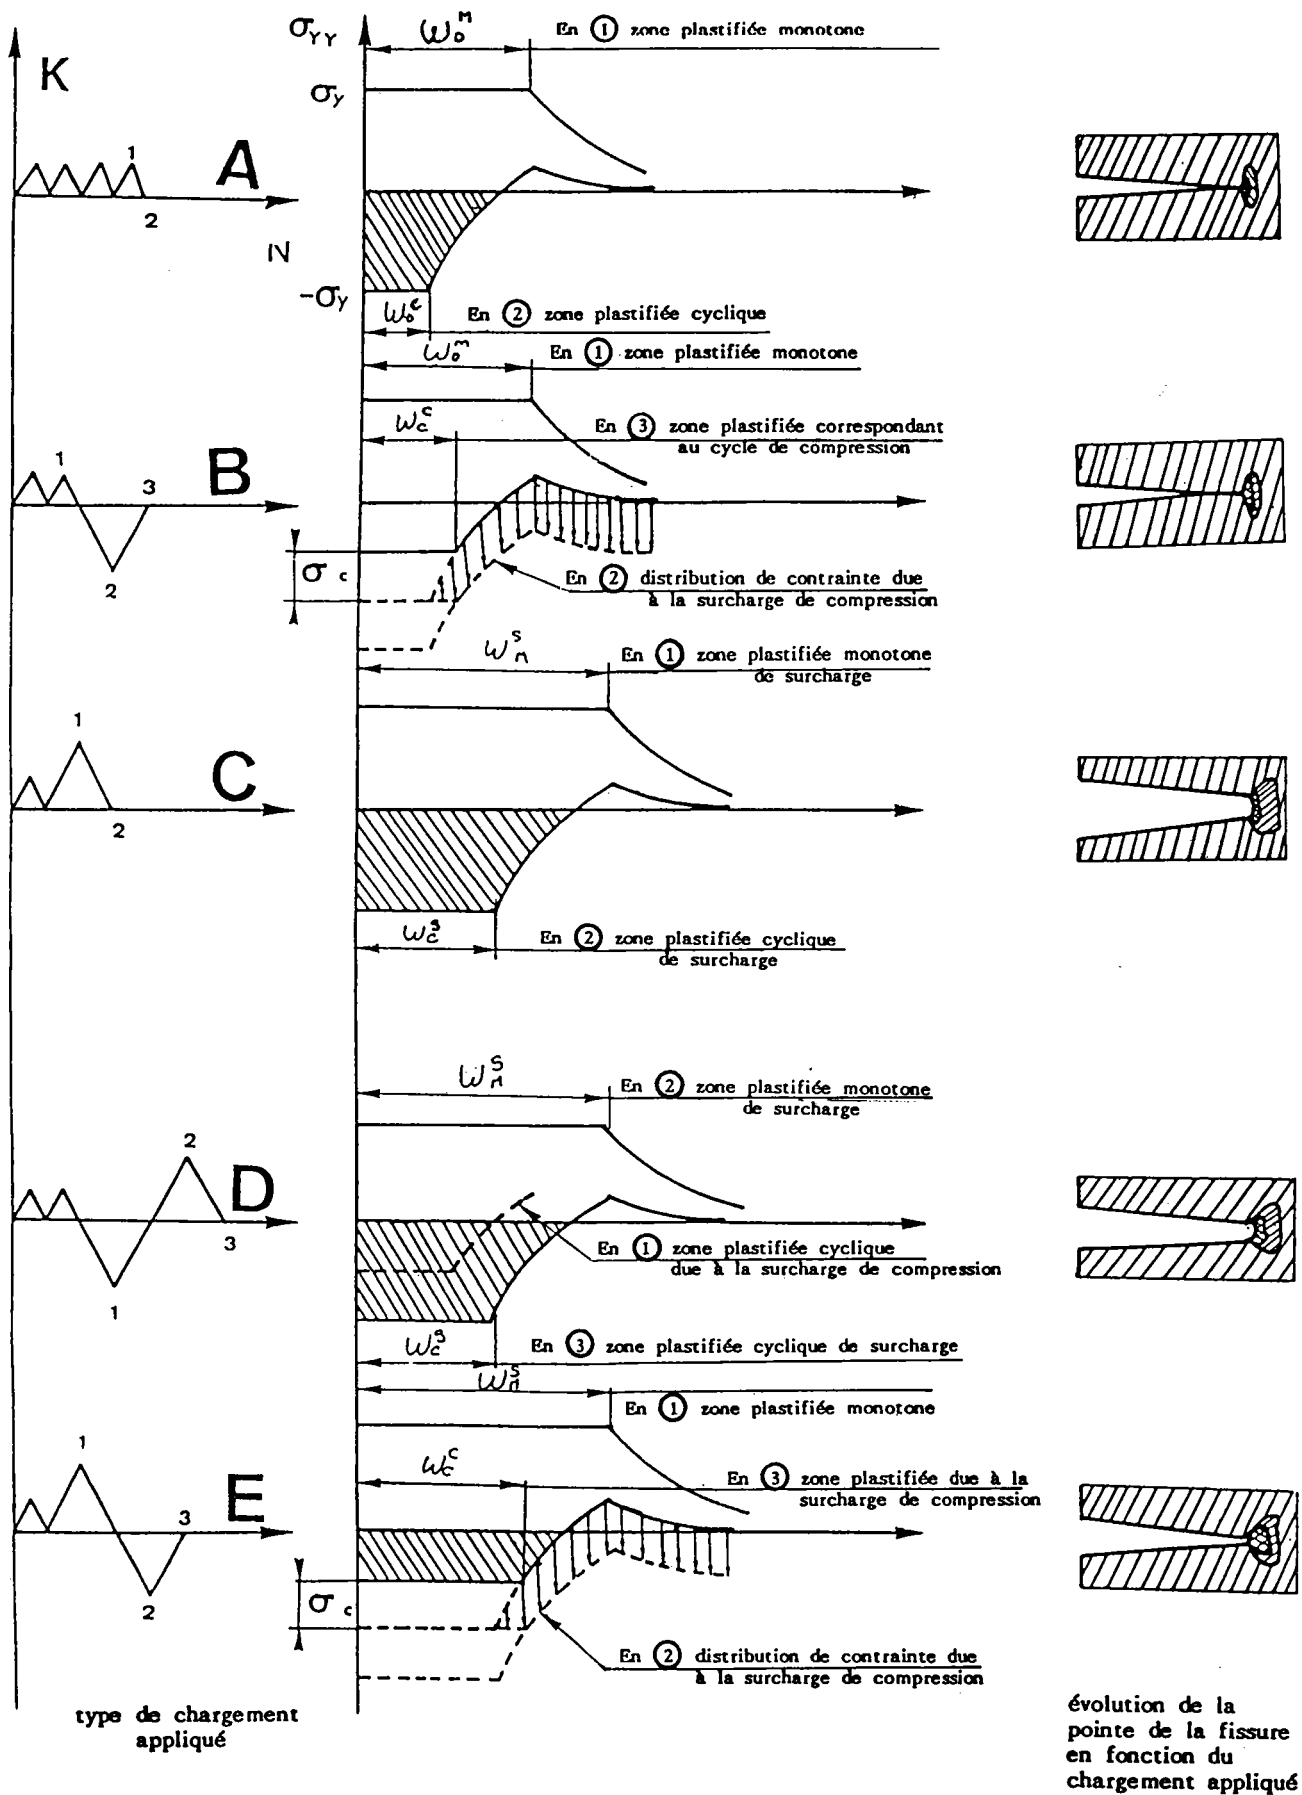 K
σYY
ω₀ᴹ
En ① zone plastifiée monotone
σy
1
A
2
N
-σy
ω₀ᶜ
En ② zone plastifiée cyclique
ω₀ᴹ
En ① zone plastifiée monotone
ωcᶜ
En ③ zone plastifiée correspondant
au cycle de compression
1
B
3
2
σc
En ② distribution de contrainte due
à la surcharge de compression
ωMˢ
En ① zone plastifiée monotone
de surcharge
1
C
2
ωcˢ
En ② zone plastifiée cyclique
de surcharge
ωMˢ
En ② zone plastifiée monotone
de surcharge
2
D
3
1
En ① zone plastifiée cyclique
due à la surcharge de compression
ωcˢ
En ③ zone plastifiée cyclique de surcharge
ωMˢ
En ① zone plastifiée monotone
1
E
3
2
ωcᶜ
En ③ zone plastifiée due à la
surcharge de compression
σc
En ② distribution de contrainte due
à la surcharge de compression
type de chargement
appliqué
évolution de la
pointe de la fissure
en fonction du
chargement appliqué